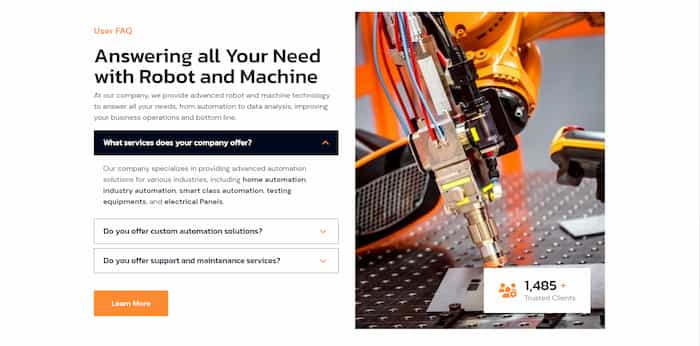 User FAQ
Answering all Your Need
with Robot and Machine
At our company, we provide advanced robot and machine technology
to answer all your needs, from automation to data analysis, improving
your business operations and bottom line.
What services does your company offer?
Our company specializes in providing advanced automation
solutions for various industries, including home automation,
industry automation, smart class automation, testing
equipments, and electrical Panels.
Do you offer custom automation solutions?
Do you offer support and maintenance services?
Learn More
1,485 +
Trusted Clients